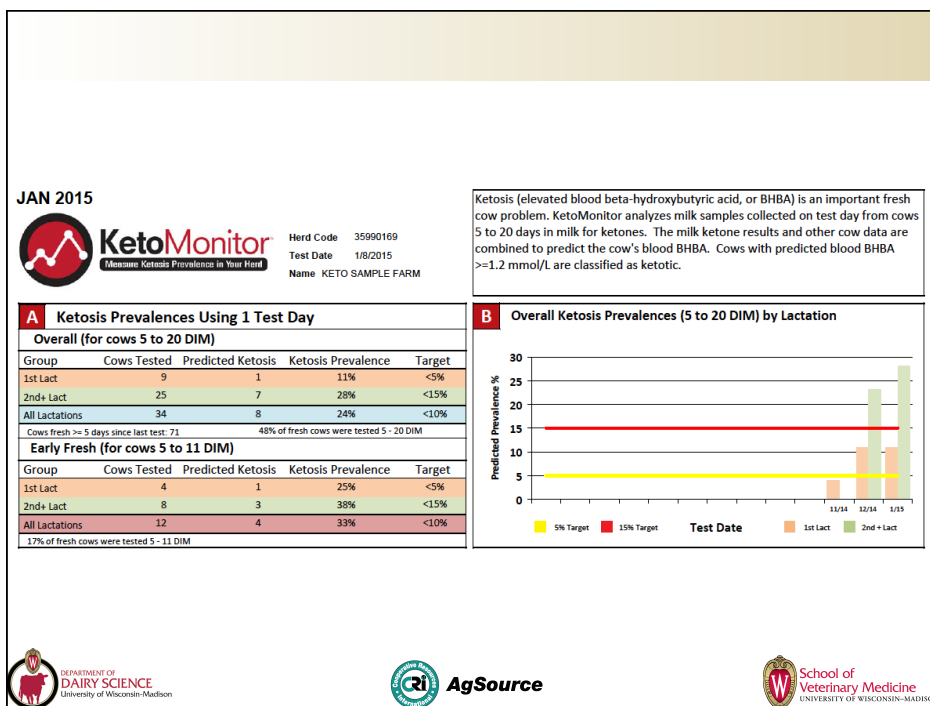 JAN 2015
KetoMonitor
Measure Ketosis Prevalence in Your Herd
Herd Code 35990169
Test Date 1/8/2015
Name KETO SAMPLE FARM
Ketosis (elevated blood beta-hydroxybutyric acid, or BHBA) is an important fresh
cow problem. KetoMonitor analyzes milk samples collected on test day from cows
5 to 20 days in milk for ketones. The milk ketone results and other cow data are
combined to predict the cow's blood BHBA. Cows with predicted blood BHBA
>=1.2 mmol/L are classified as ketotic.
A Ketosis Prevalences Using 1 Test Day
Overall (for cows 5 to 20 DIM)
Group Cows Tested Predicted Ketosis Ketosis Prevalence Target
1st Lact 9 1 11% <5%
2nd+ Lact 25 7 28% <15%
All Lactations 34 8 24% <10%
Cows fresh >= 5 days since last test: 71 48% of fresh cows were tested 5 - 20 DIM
Early Fresh (for cows 5 to 11 DIM)
Group Cows Tested Predicted Ketosis Ketosis Prevalence Target
1st Lact 4 1 25% <5%
2nd+ Lact 8 3 38% <15%
All Lactations 12 4 33% <10%
17% of fresh cows were tested 5 - 11 DIM
B Overall Ketosis Prevalences (5 to 20 DIM) by Lactation
Predicted Prevalence %
30
25
20
15
10
5
0
11/14 12/14 1/15
5% Target 15% Target Test Date 1st Lact 2nd + Lact
DEPARTMENT OF
DAIRY SCIENCE
University of Wisconsin-Madison
Cooperative Resources
CRI
International
AgSource
W
School of
Veterinary Medicine
UNIVERSITY OF WISCONSIN–MADISO